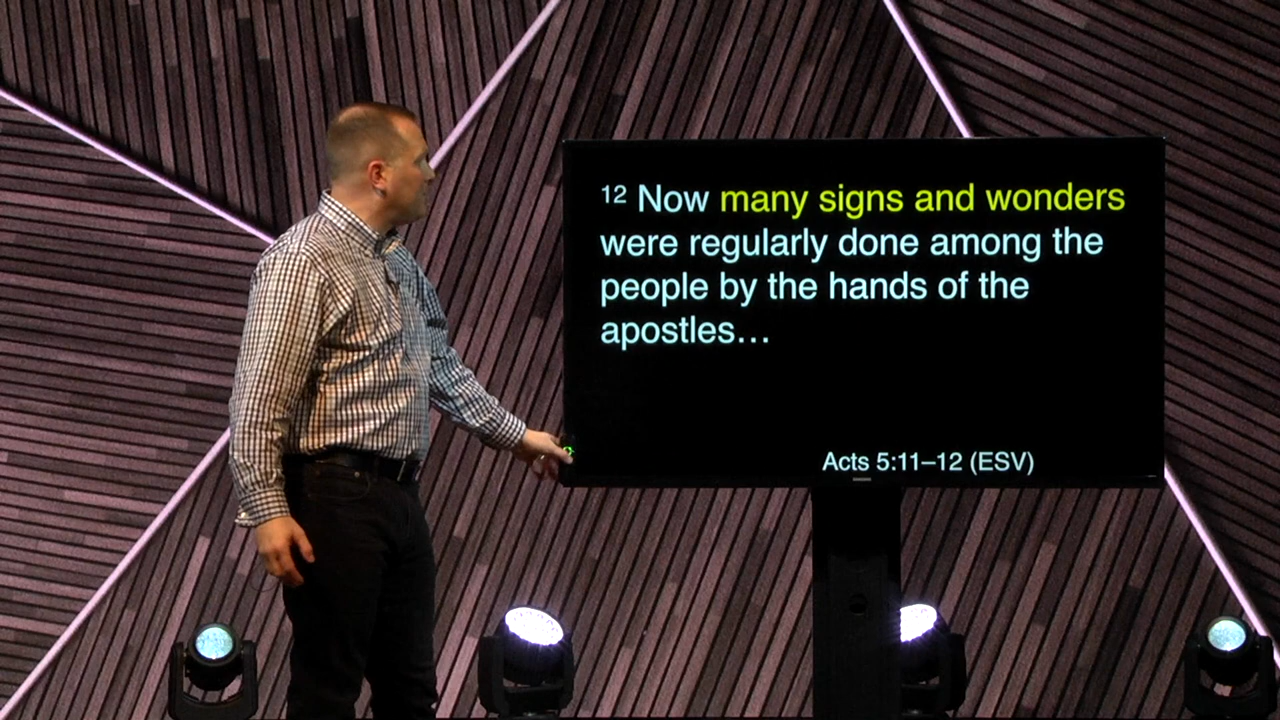 12 Now many signs and wonders
were regularly done among the
people by the hands of the
apostles…
Acts 5:11–12 (ESV)